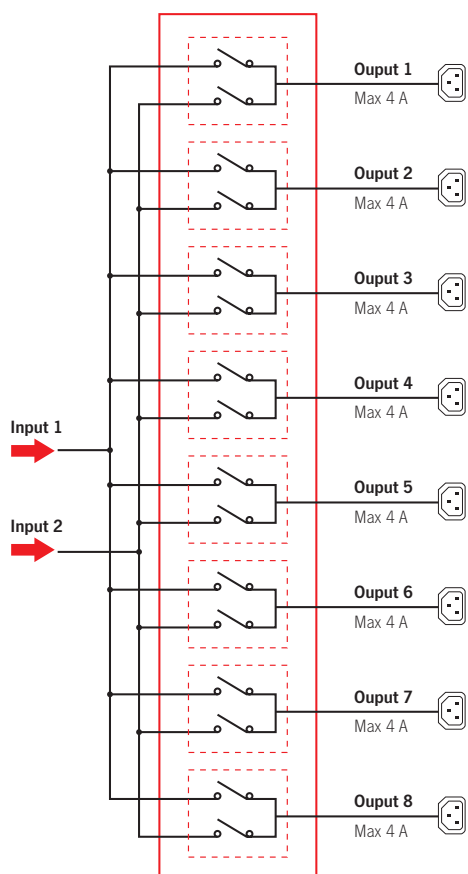 Ouput 1
Max 4 A
Ouput 2
Max 4 A
Ouput 3
Max 4 A
Ouput 4
Max 4 A
Input 1
Ouput 5
Max 4 A
Input 2
Ouput 6
Max 4 A
Ouput 7
Max 4 A
Ouput 8
Max 4 A